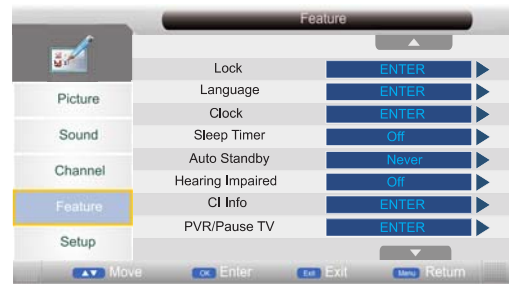 Feature
Lock ENTER
Language ENTER
Clock ENTER
Sleep Timer Off
Auto Standby Never
Hearing Impaired Off
CI Info ENTER
PVR/Pause TV ENTER
Picture
Sound
Channel
Feature
Setup
Move OK Enter Exit Exit Menu Return